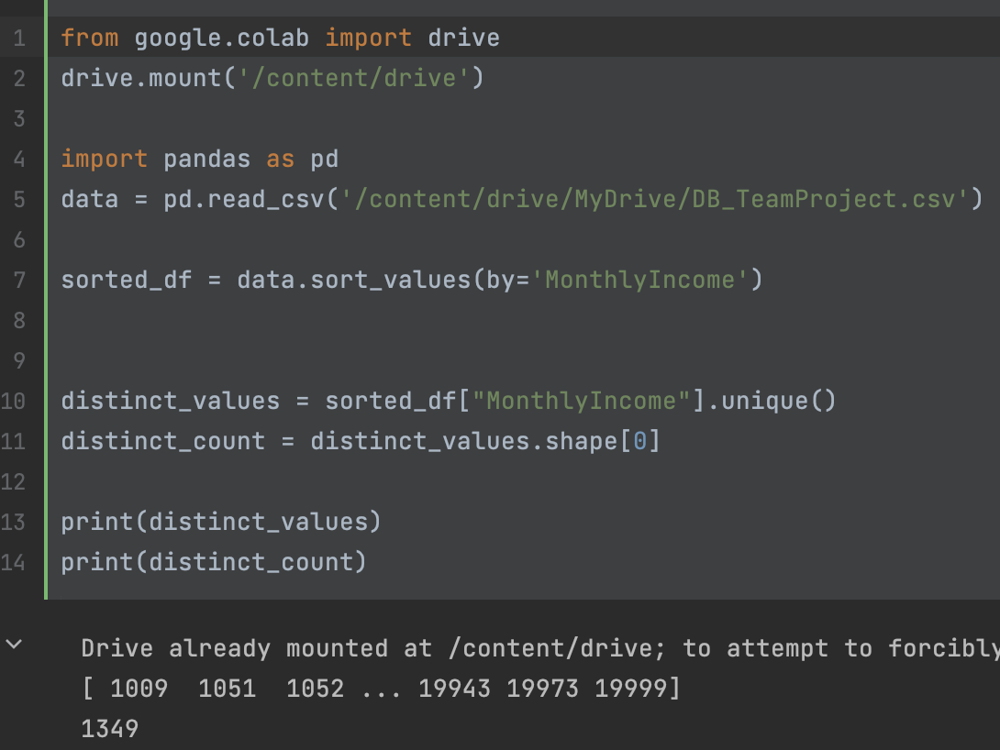 1 from google.colab import drive
2 drive.mount('/content/drive')
3
4 import pandas as pd
5 data = pd.read_csv('/content/drive/MyDrive/DB_TeamProject.csv')
6
7 sorted_df = data.sort_values(by='MonthlyIncome')
8
9
10 distinct_values = sorted_df["MonthlyIncome"].unique()
11 distinct_count = distinct_values.shape[0]
12
13 print(distinct_values)
14 print(distinct_count)
Drive already mounted at /content/drive; to attempt to forcibly
[ 1009  1051  1052 ... 19943 19973 19999]
1349